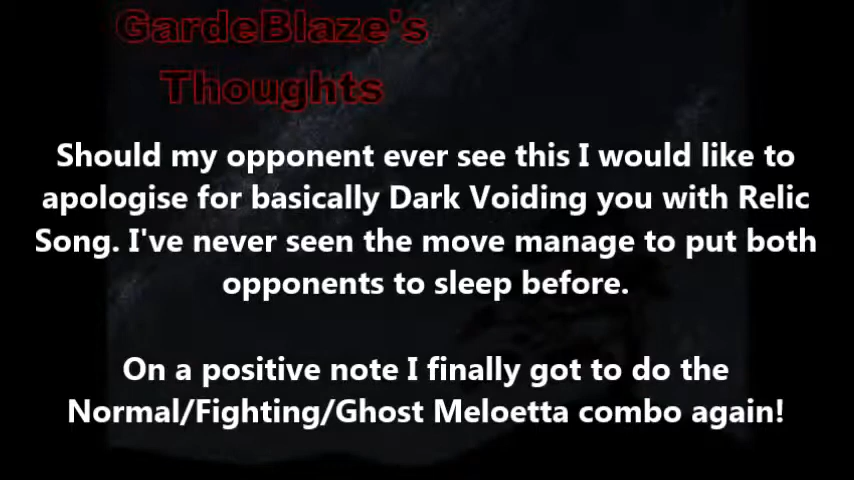 GardeBlaze's
Thoughts
Should my opponent ever see this I would like to
apologise for basically Dark Voiding you with Relic
Song. I've never seen the move manage to put both
opponents to sleep before.
On a positive note I finally got to do the
Normal/Fighting/Ghost Meloetta combo again!